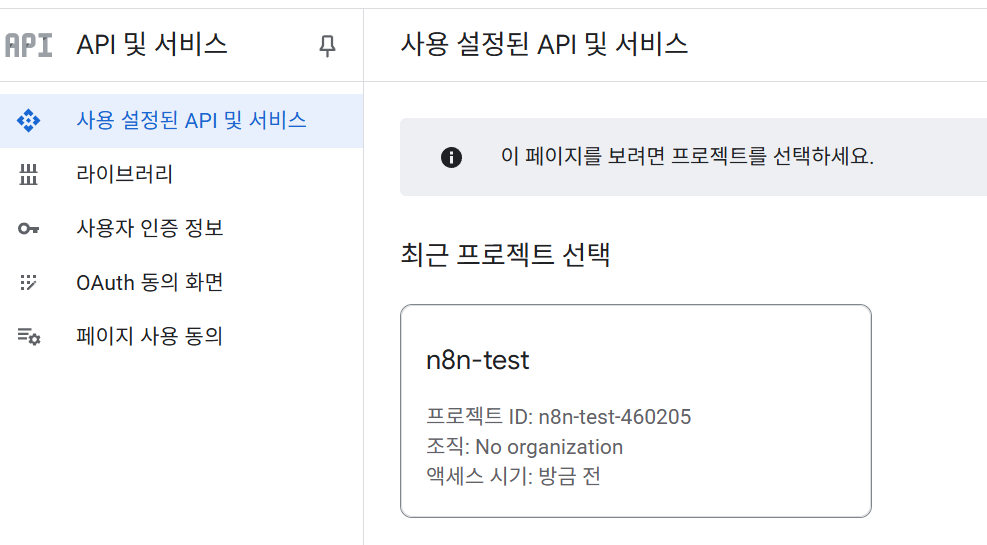 API API 및 서비스
사용 설정된 API 및 서비스
라이브러리
사용자 인증 정보
OAuth 동의 화면
페이지 사용 동의
사용 설정된 API 및 서비스
이 페이지를 보려면 프로젝트를 선택하세요.
최근 프로젝트 선택
n8n-test
프로젝트 ID: n8n-test-460205
조직: No organization
액세스 시기: 방금 전